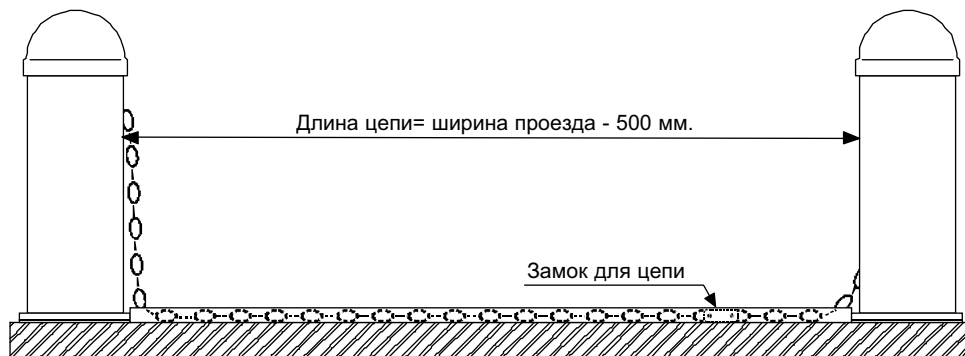 Длина цепи= ширина проезда - 500 мм.
Замок для цепи